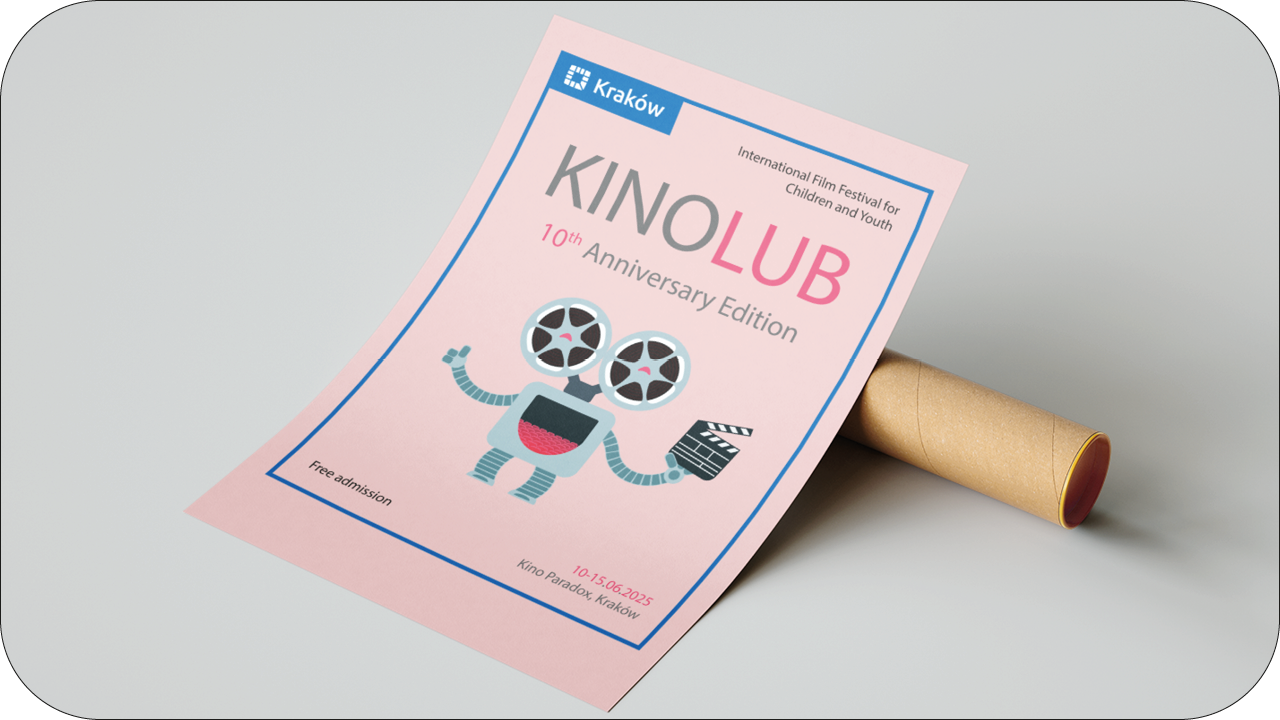 Kraków
International Film Festival for
Children and Youth
KINOLUB
10th Anniversary Edition
Free admission
10-15.06.2025
Kino Paradox, Kraków